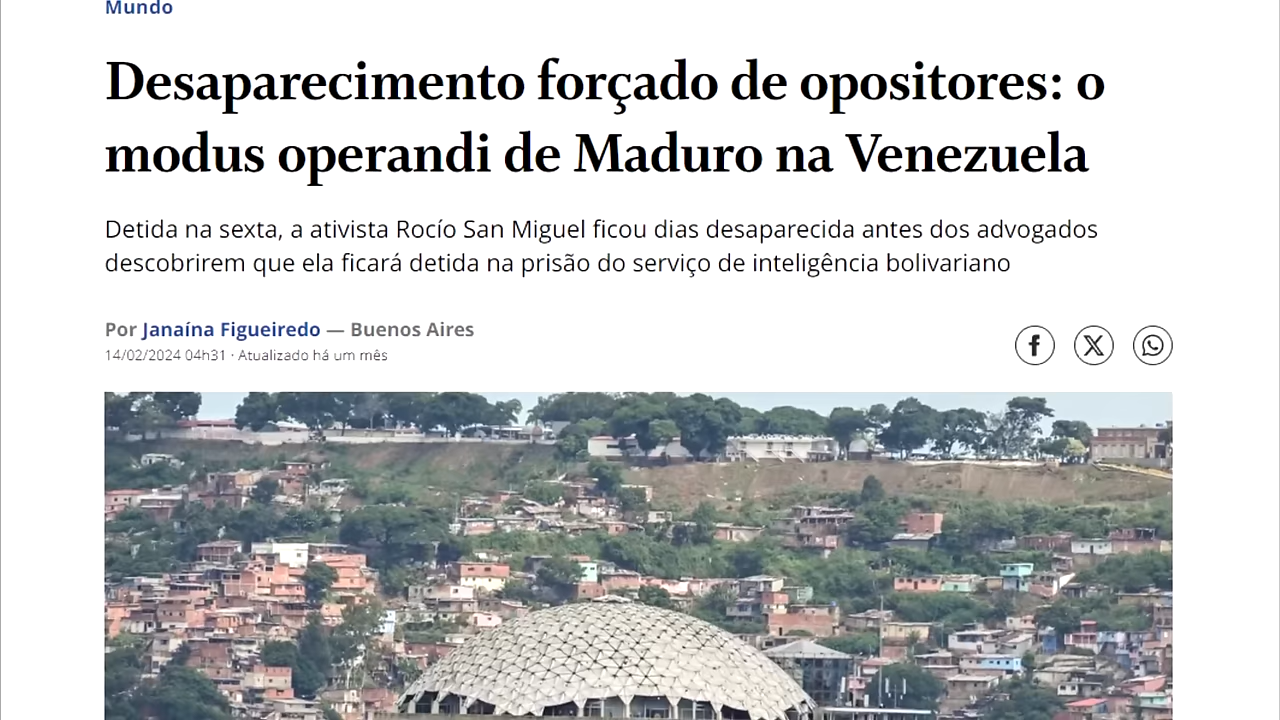 Mundo
Desaparecimento forçado de opositores: o
modus operandi de Maduro na Venezuela
Detida na sexta, a ativista Rocío San Miguel ficou dias desaparecida antes dos advogados
descobrirem que ela ficará detida na prisão do serviço de inteligência bolivariano
Por Janaína Figueiredo — Buenos Aires
14/02/2024 04h31 · Atualizado há um mês